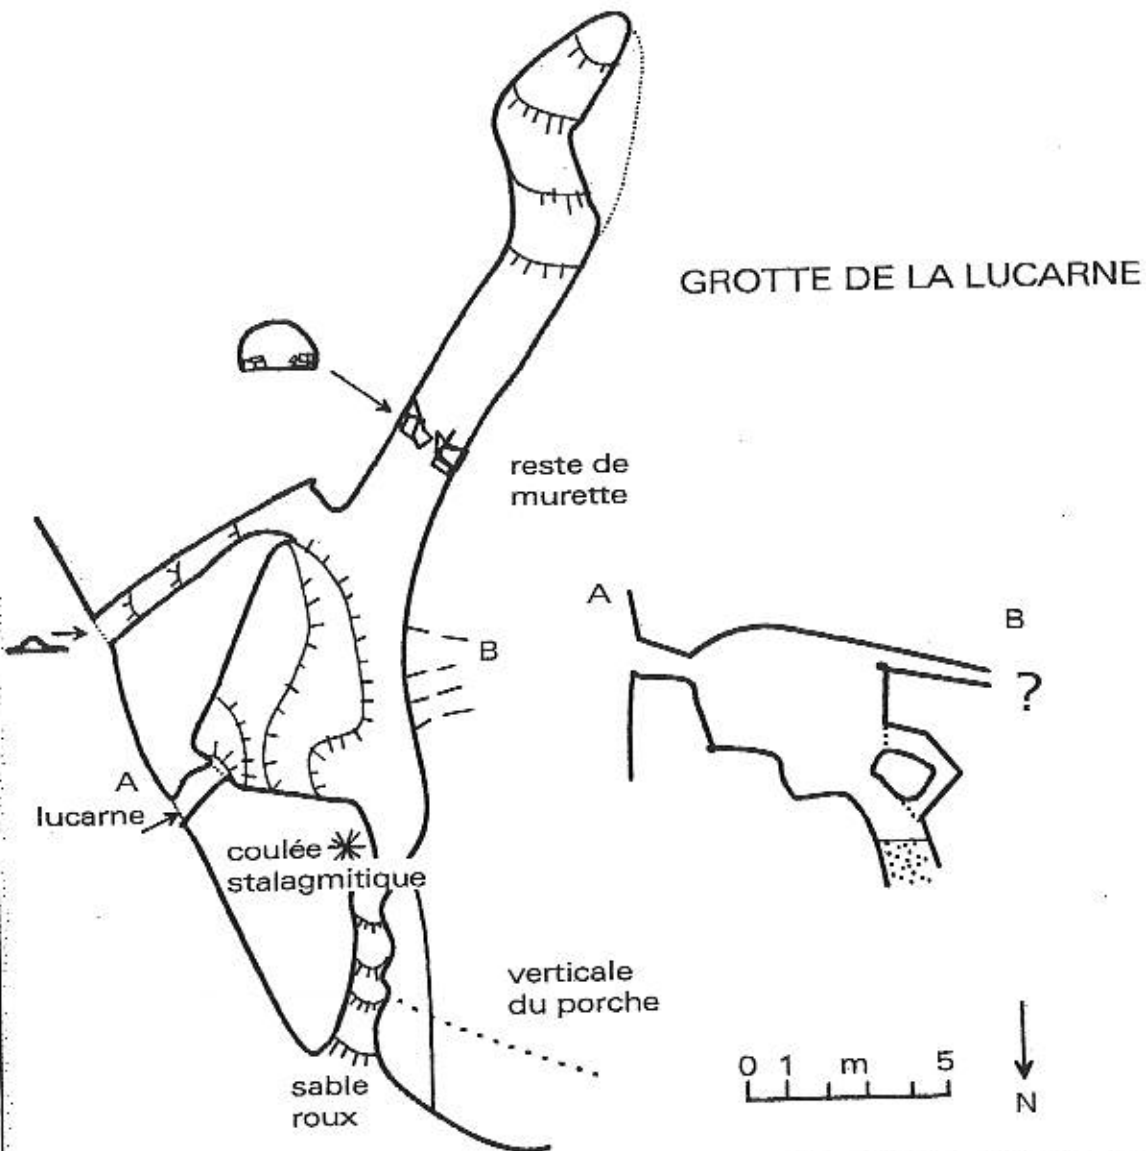 GROTTE DE LA LUCARNE
reste de
murette
A
B
?
B
A
lucarne
coulée
stalagmitique
verticale
du porche
0 1 m 5
N
sable
roux